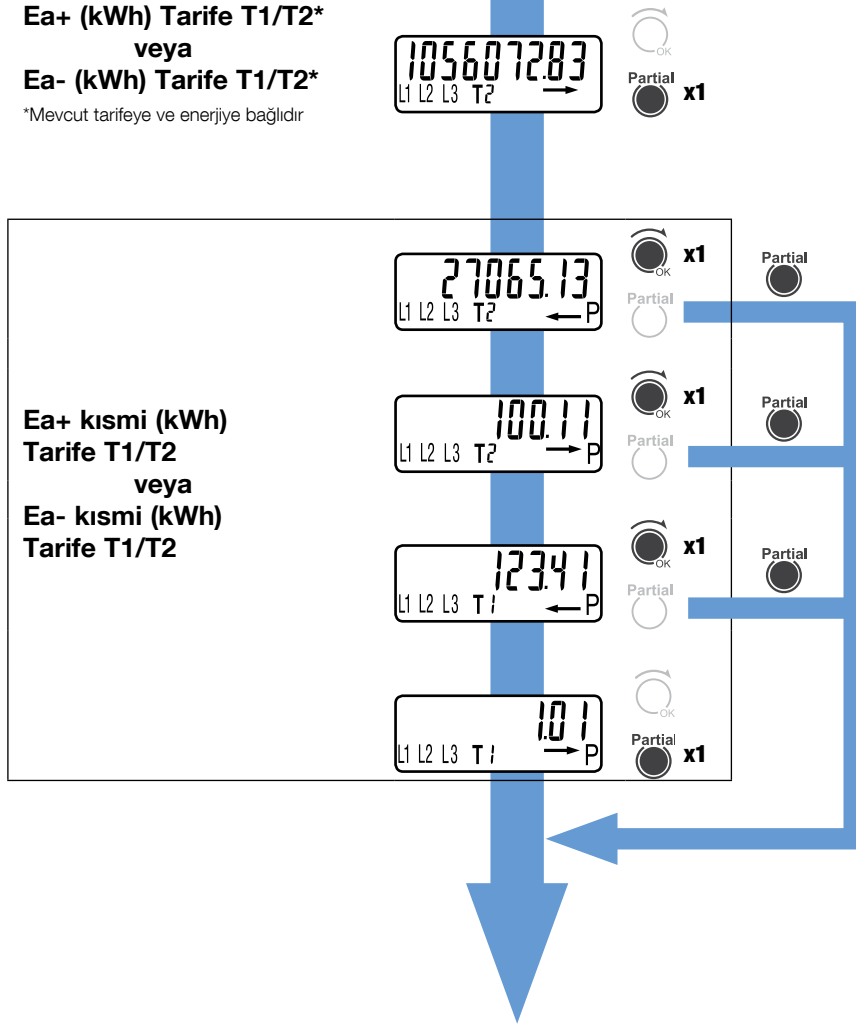 Ea+ (kWh) Tarife T1/T2*
veya
Ea- (kWh) Tarife T1/T2*
*Mevcut tarifeye ve enerjiye bağlıdır
1056072.83
L1 L2 L3 T2
OK
Partial
x1
27065.13
L1 L2 L3 T2 P
OK
x1
Partial
Partial
Ea+ kısmi (kWh)
Tarife T1/T2
veya
Ea- kısmi (kWh)
Tarife T1/T2
100.11
L1 L2 L3 T2 P
OK
x1
Partial
Partial
123.41
L1 L2 L3 T1 P
OK
x1
Partial
Partial
1.01
L1 L2 L3 T1 P
OK
Partial
x1